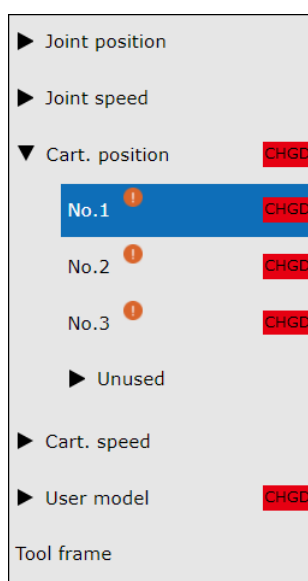 Joint position
Joint speed
Cart. position CHGD
No.1 CHGD
No.2 CHGD
No.3 CHGD
Unused
Cart. speed
User model CHGD
Tool frame